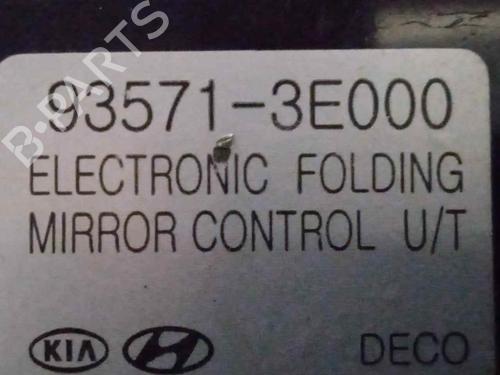 93571-3E000
ELECTRONIC FOLDING
MIRROR CONTROL U/T
KIA
DECO
B-PARTS